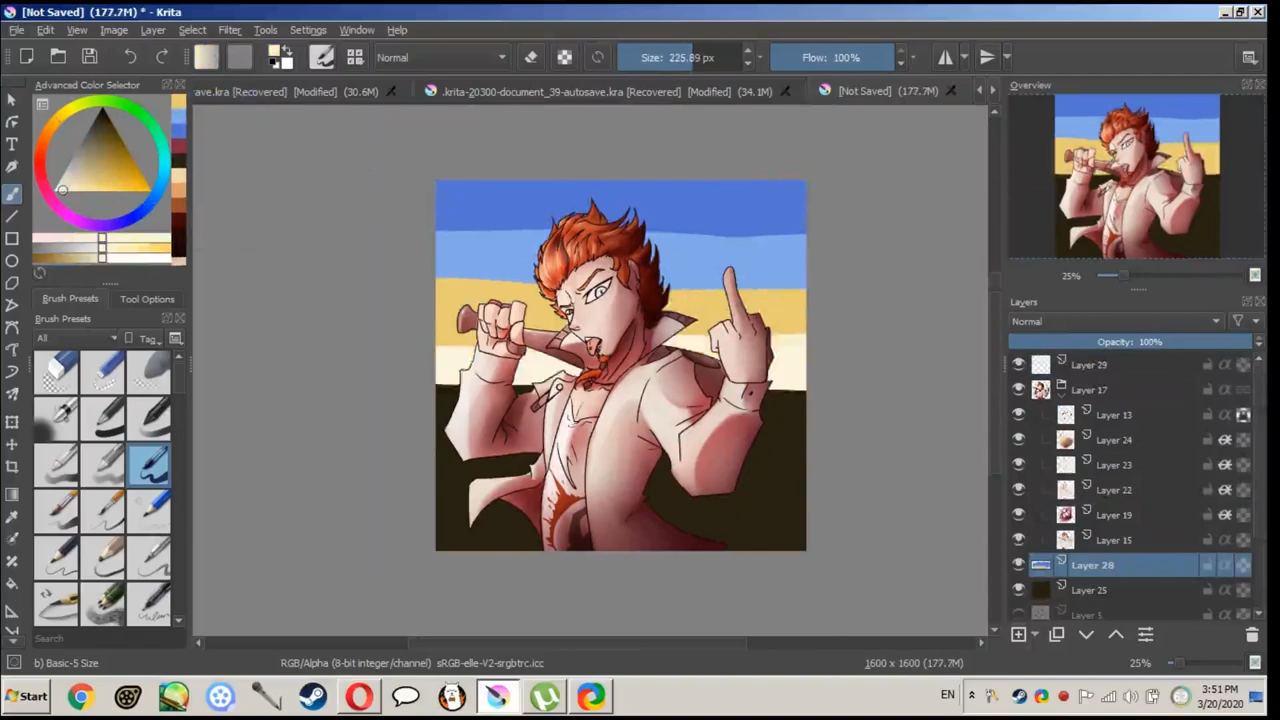 [Not Saved] (177.7M) * - Krita
File Edit View Image Layer Select Filter Tools Settings Window Help
Normal Size: 225.89 px Flow: 100%
Advanced Color Selector
ave.kra [Recovered] [Modified] (30.6M) .krita-20300-document_39-autosave.kra [Recovered] [Modified] (34.1M) [Not Saved] (177.7M)
Overview
25%
Brush Presets Tool Options
Brush Presets
All Tag
Search
Layers
Normal
Opacity: 100%
Layer 29
Layer 17
Layer 13
Layer 24
Layer 23
Layer 22
Layer 19
Layer 15
Layer 28
Layer 25
Layer 5
b) Basic-5 Size RGB/Alpha (8-bit integer/channel) sRGB-elle-V2-srgbtrc.icc 1600 x 1600 (177.7M) 25%
Start EN 3:51 PM
3/20/2020